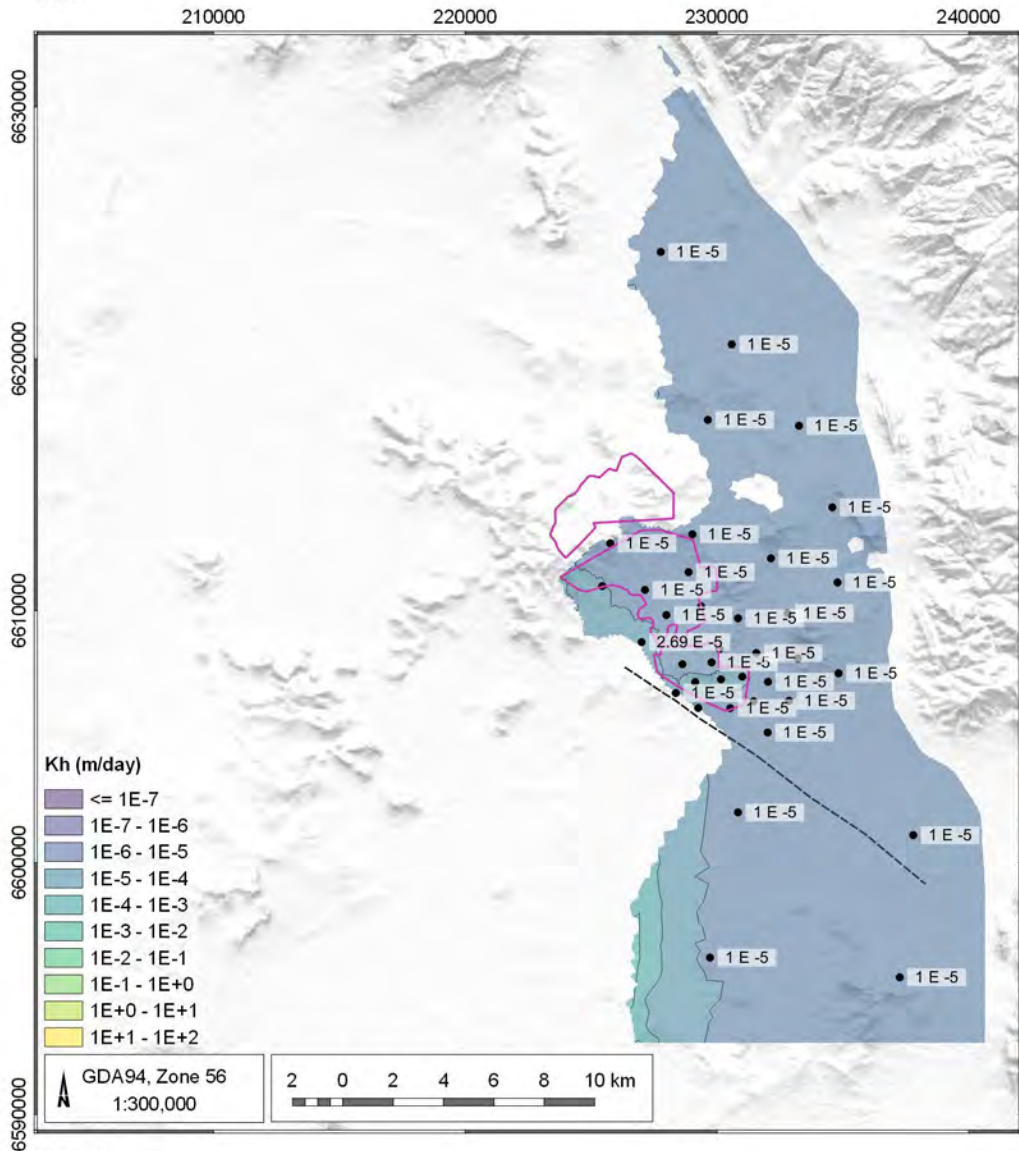 210000 220000 230000 240000
6630000
6620000
6610000
6600000
6590000
1 E -5
1 E -5
1 E -5
1 E -5
1 E -5
1 E -5
1 E -5
1 E -5
1 E -5
1 E -5
1 E -5
1 E -5
1 E -5
2.69 E -5
1 E -5
1 E -5
1 E -5
1 E -5
1 E -5
1 E -5
1 E -5
1 E -5
1 E -5
1 E -5
1 E -5
1 E -5
1 E -5
Kh (m/day)
<= 1E-7
1E-7 - 1E-6
1E-6 - 1E-5
1E-5 - 1E-4
1E-4 - 1E-3
1E-3 - 1E-2
1E-2 - 1E-1
1E-1 - 1E+0
1E+0 - 1E+1
1E+1 - 1E+2
N
GDA94, Zone 56
1:300,000
2 0 2 4 6 8 10 km